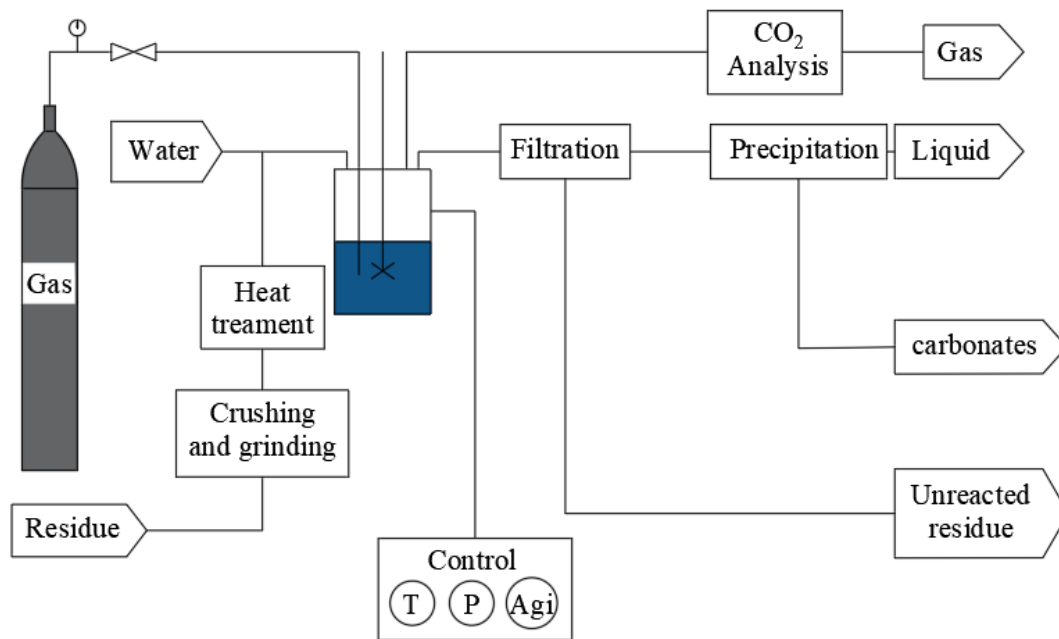 CO₂
Analysis
Gas
Water
Filtration
Precipitation
Liquid
Gas
Heat
treament
carbonates
Crushing
and grinding
Residue
Unreacted
residue
Control
T P Agi